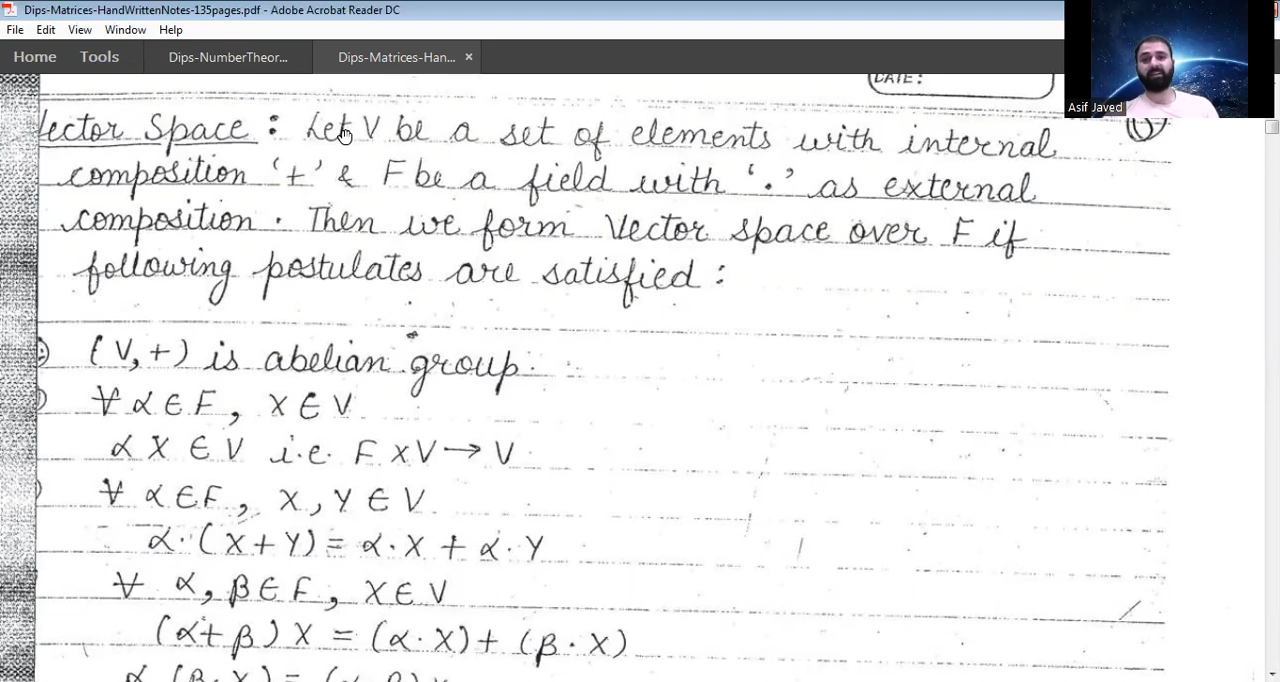 Dips-Matrices-HandWrittenNotes-135pages.pdf - Adobe Acrobat Reader DC
File Edit View Window Help
Home Tools Dips-NumberTheor... Dips-Matrices-Han... ×
Asif Javed
DATE:
Vector Space : Let V be a set of elements with internal
composition '+' & F be a field with '.' as external
composition . Then we form Vector space over F if
following postulates are satisfied :
(V, +) is abelian group.
∀ α ∈ F, X ∈ V
α X ∈ V i.e. F x V → V
∀ α ∈ F, X, Y ∈ V
α · (X + Y) = α · X + α · Y
∀ α, β ∈ F, X ∈ V
(α + β) X = (α · X) + (β · X)